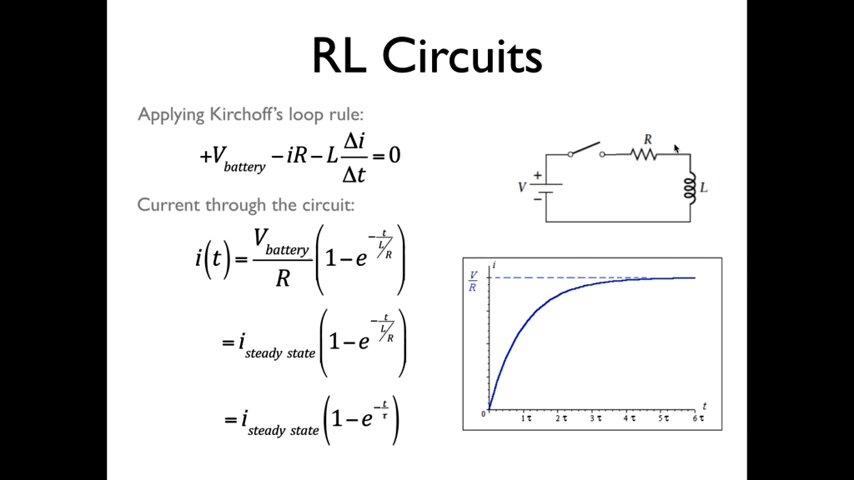 RL Circuits
Applying Kirchoff's loop rule:
+V_battery − iR − L Δi/Δt = 0
Current through the circuit:
i(t) = V_battery/R (1 − e^(−t/(L/R)))
= i_steady state (1 − e^(−t/(L/R)))
= i_steady state (1 − e^(−t/τ))
R
+
V
−
L
i
V/R
0 1τ 2τ 3τ 4τ 5τ 6τ
t